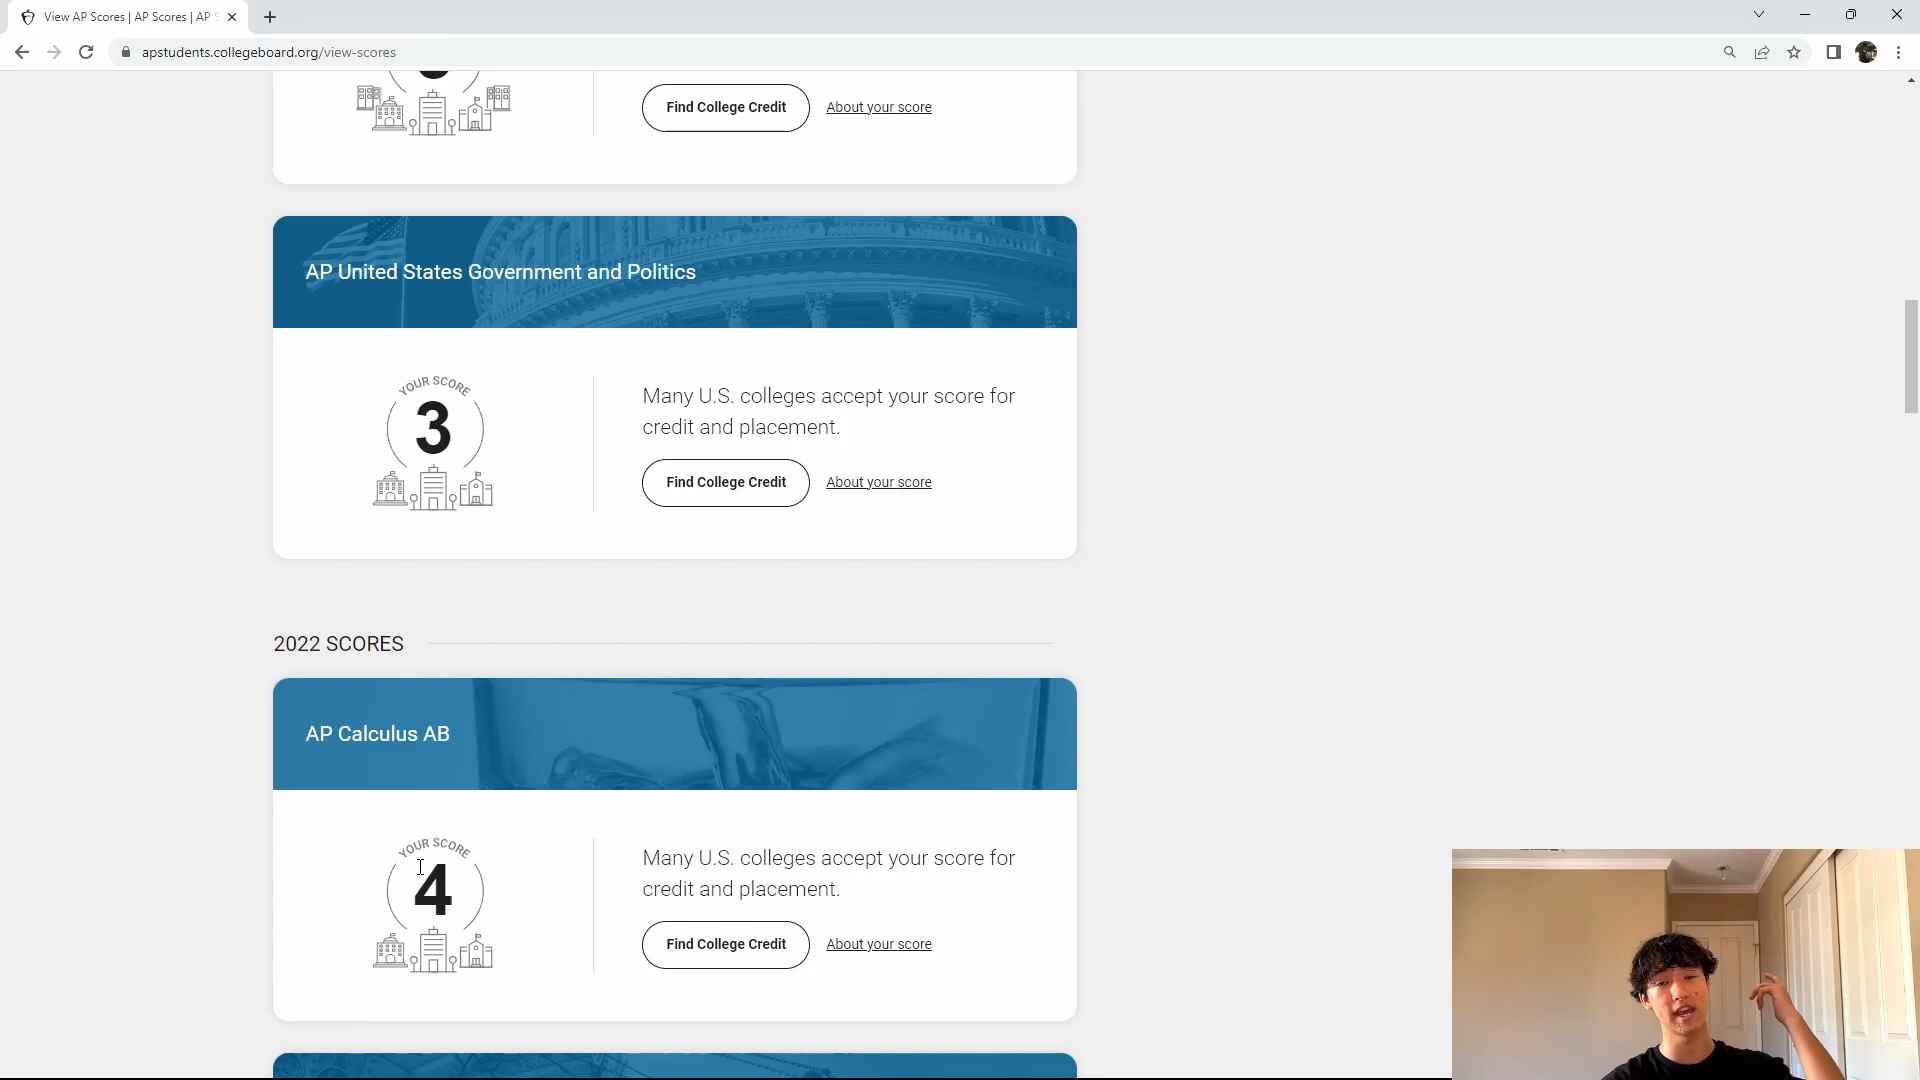 View AP Scores | AP Scores | AP S
apstudents.collegeboard.org/view-scores
Find College Credit
About your score
AP United States Government and Politics
YOUR SCORE
3
Many U.S. colleges accept your score for
credit and placement.
Find College Credit
About your score
2022 SCORES
AP Calculus AB
YOUR SCORE
4
Many U.S. colleges accept your score for
credit and placement.
Find College Credit
About your score